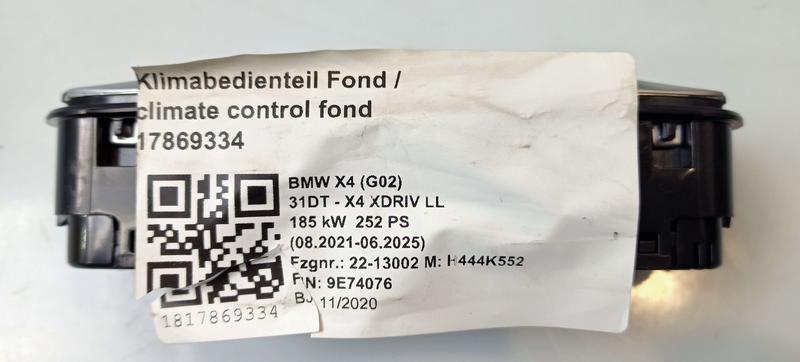 Klimabedienteil Fond /
climate control fond
17869334
BMW X4 (G02)
31DT - X4 XDRIV LL
185 kW 252 PS
(08.2021-06.2025)
Fzgnr.: 22-13002 M: H444K552
FIN: 9E74076
BJ 11/2020
1817869334